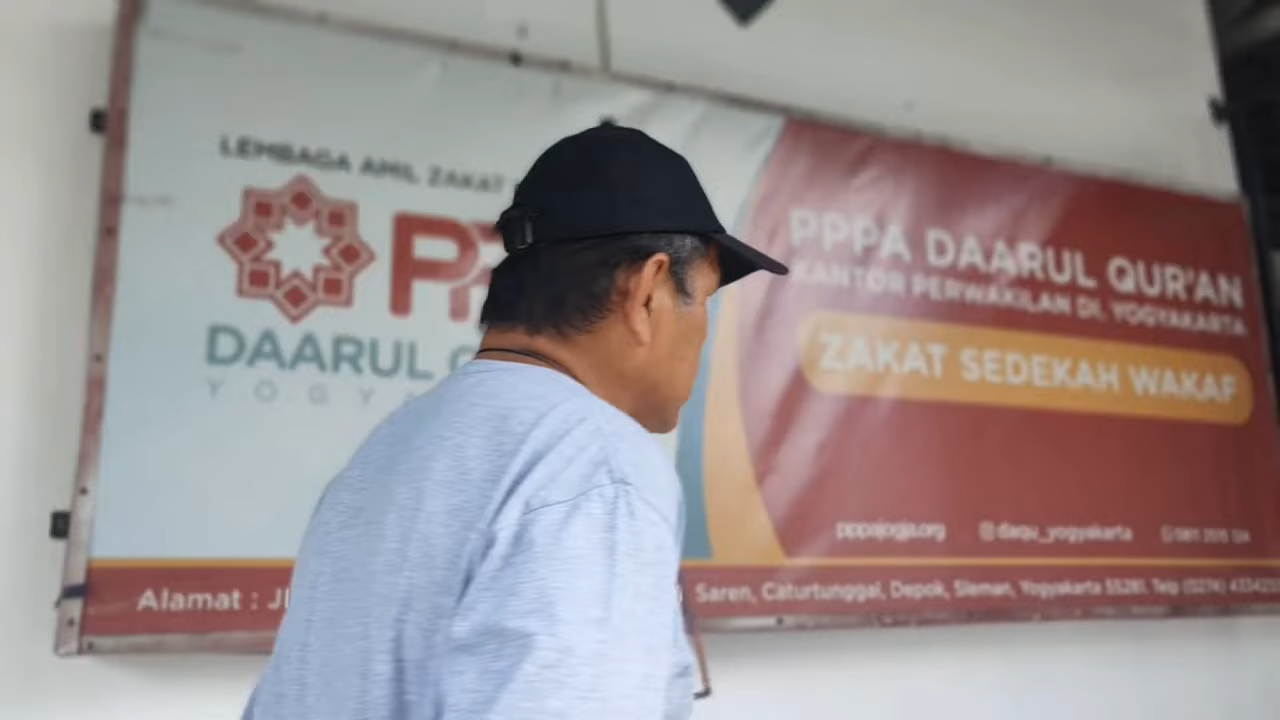 LEMBAGA AMIL ZAKAT
DAARUL
YOGY
PPPA DAARUL QUR'AN
KANTOR PERWAKILAN DI. YOGYAKARTA
ZAKAT SEDEKAH WAKAF
pppajogja.org
daqu_yogyakarta
Alamat : Jl
Saren, Caturtunggal, Depok, Sleman, Yogyakarta 55281. Telp (0274)